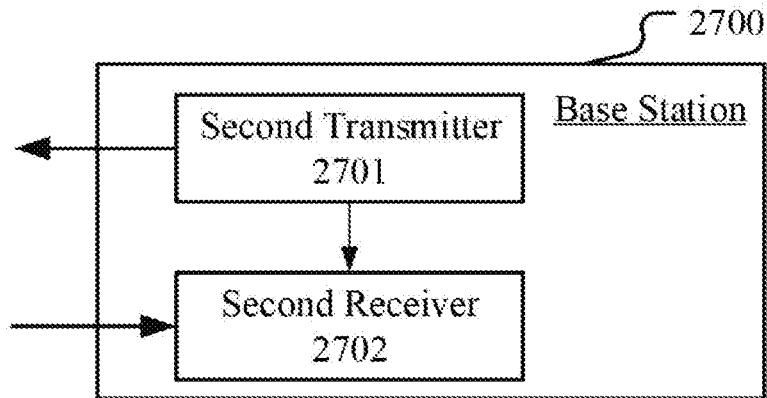 2700
Base Station
Second Transmitter
2701
Second Receiver
2702